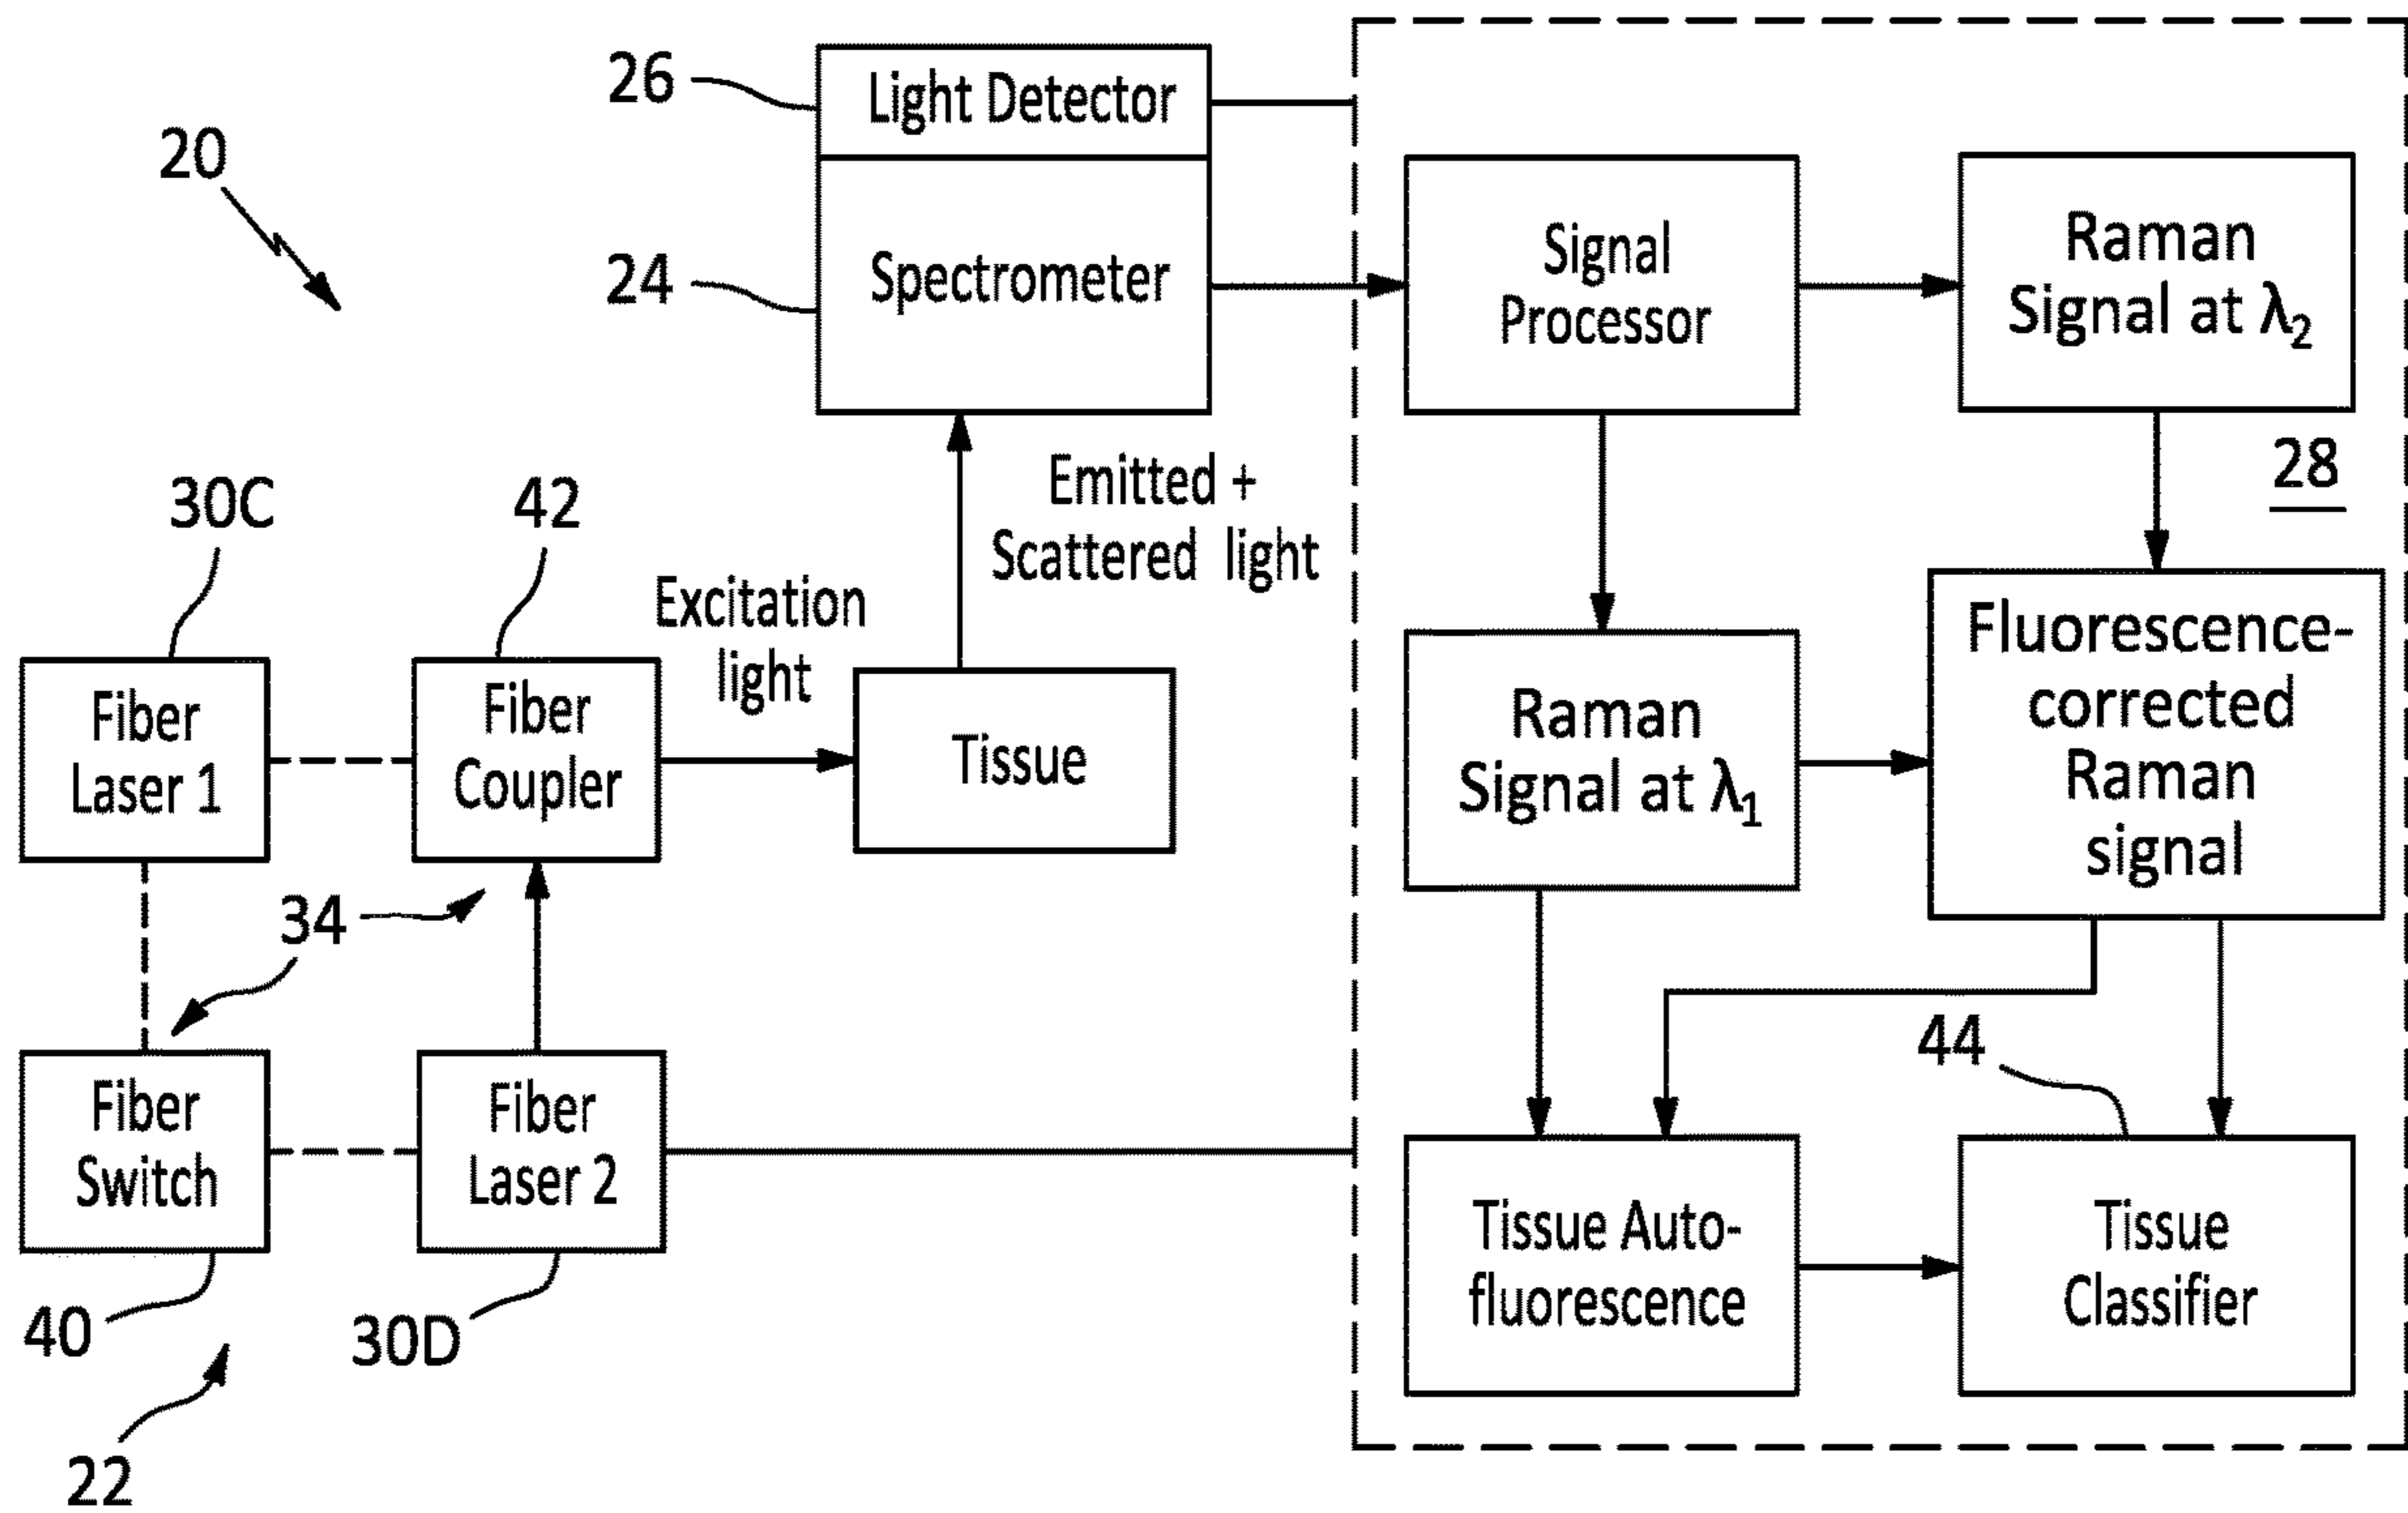 26
Light Detector
20
24
Spectrometer
Signal
Processor
Raman
Signal at λ₂
28
Emitted +
Scattered light
30C
42
Excitation
light
Fiber
Laser 1
Fiber
Coupler
Tissue
Raman
Signal at λ₁
Fluorescence-
corrected
Raman
signal
34
44
Fiber
Switch
Fiber
Laser 2
Tissue Auto-
fluorescence
Tissue
Classifier
40
30D
22